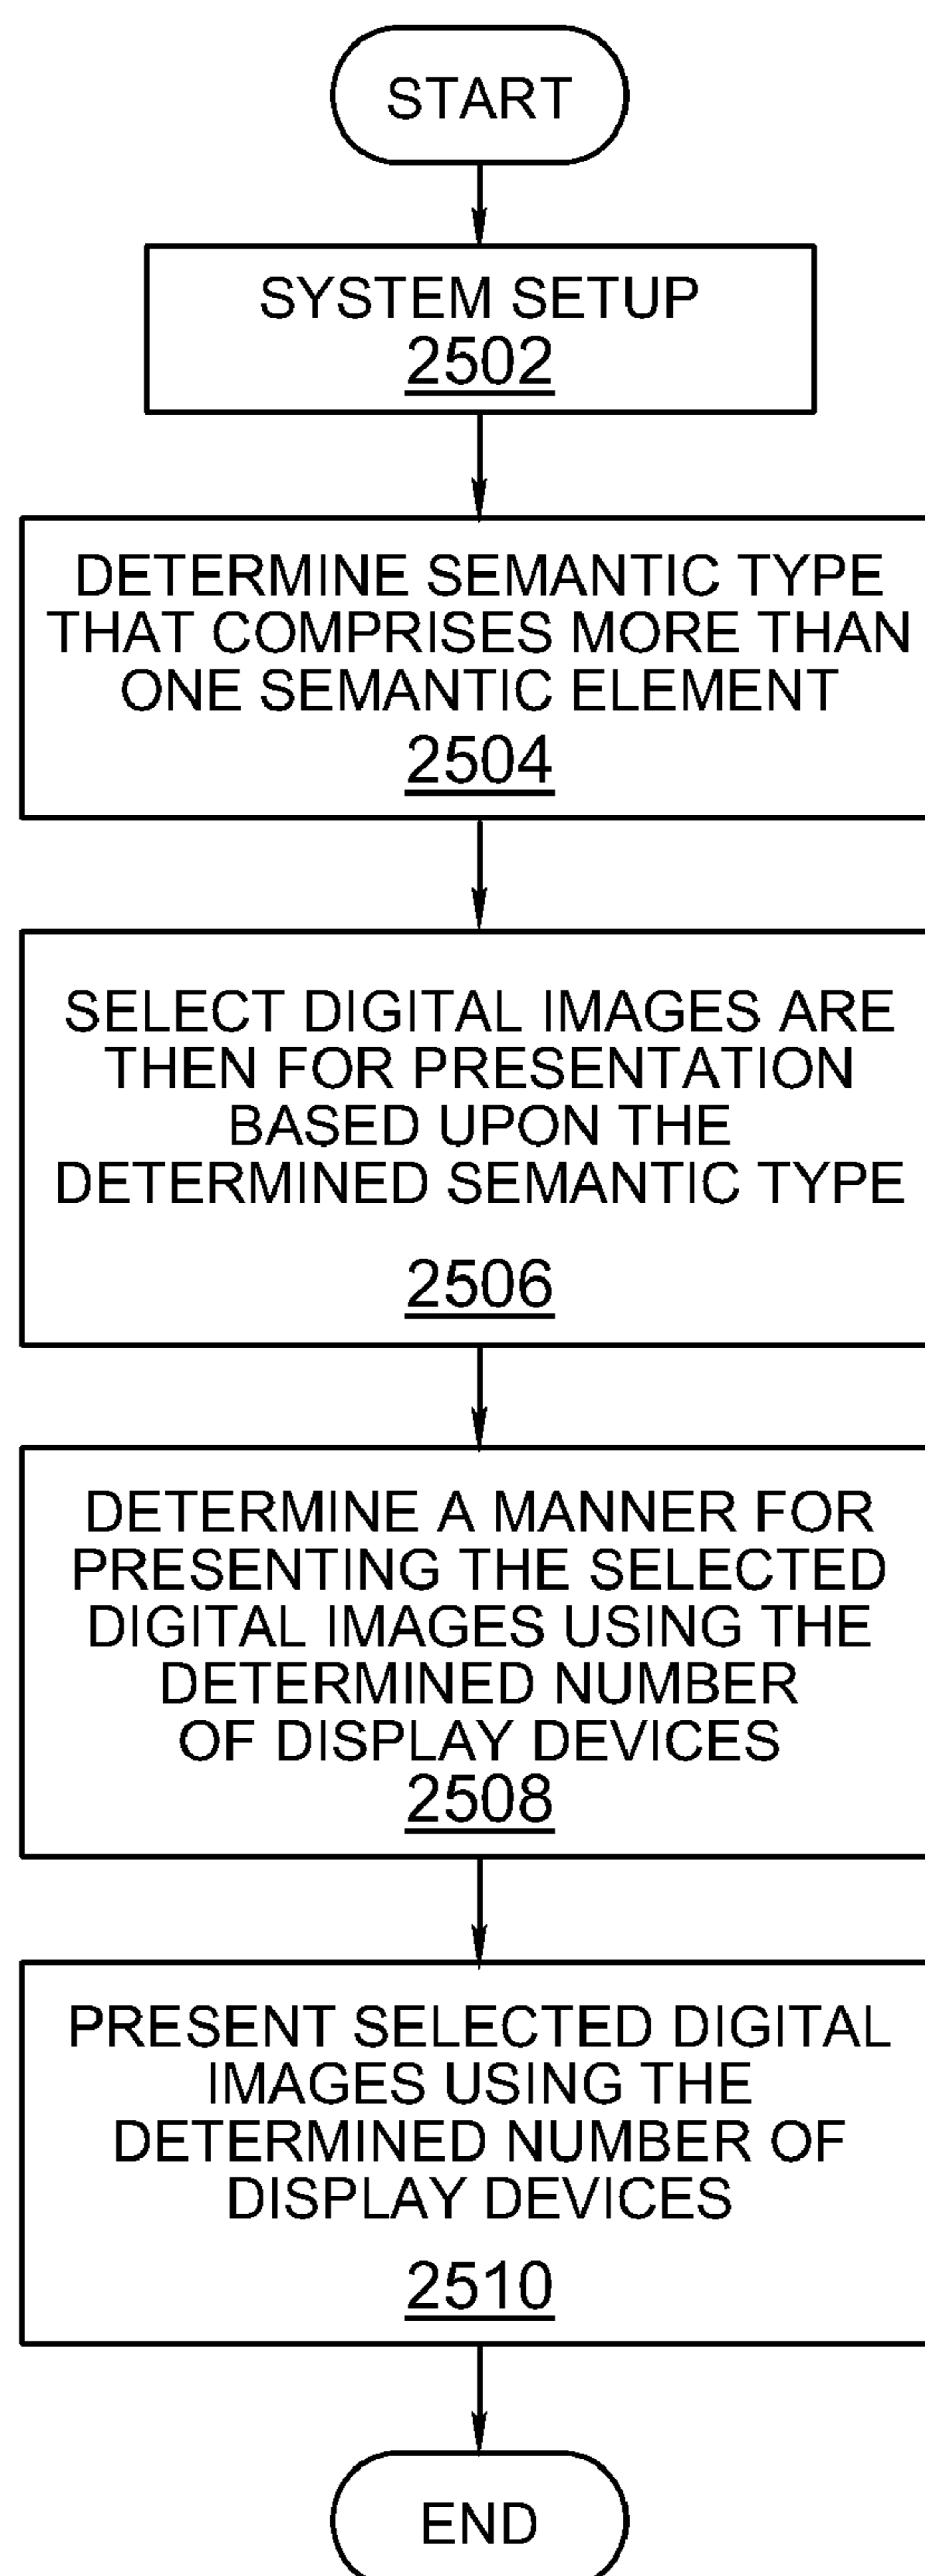 START
SYSTEM SETUP
2502
DETERMINE SEMANTIC TYPE
THAT COMPRISES MORE THAN
ONE SEMANTIC ELEMENT
2504
SELECT DIGITAL IMAGES ARE
THEN FOR PRESENTATION
BASED UPON THE
DETERMINED SEMANTIC TYPE
2506
DETERMINE A MANNER FOR
PRESENTING THE SELECTED
DIGITAL IMAGES USING THE
DETERMINED NUMBER
OF DISPLAY DEVICES
2508
PRESENT SELECTED DIGITAL
IMAGES USING THE
DETERMINED NUMBER OF
DISPLAY DEVICES
2510
END